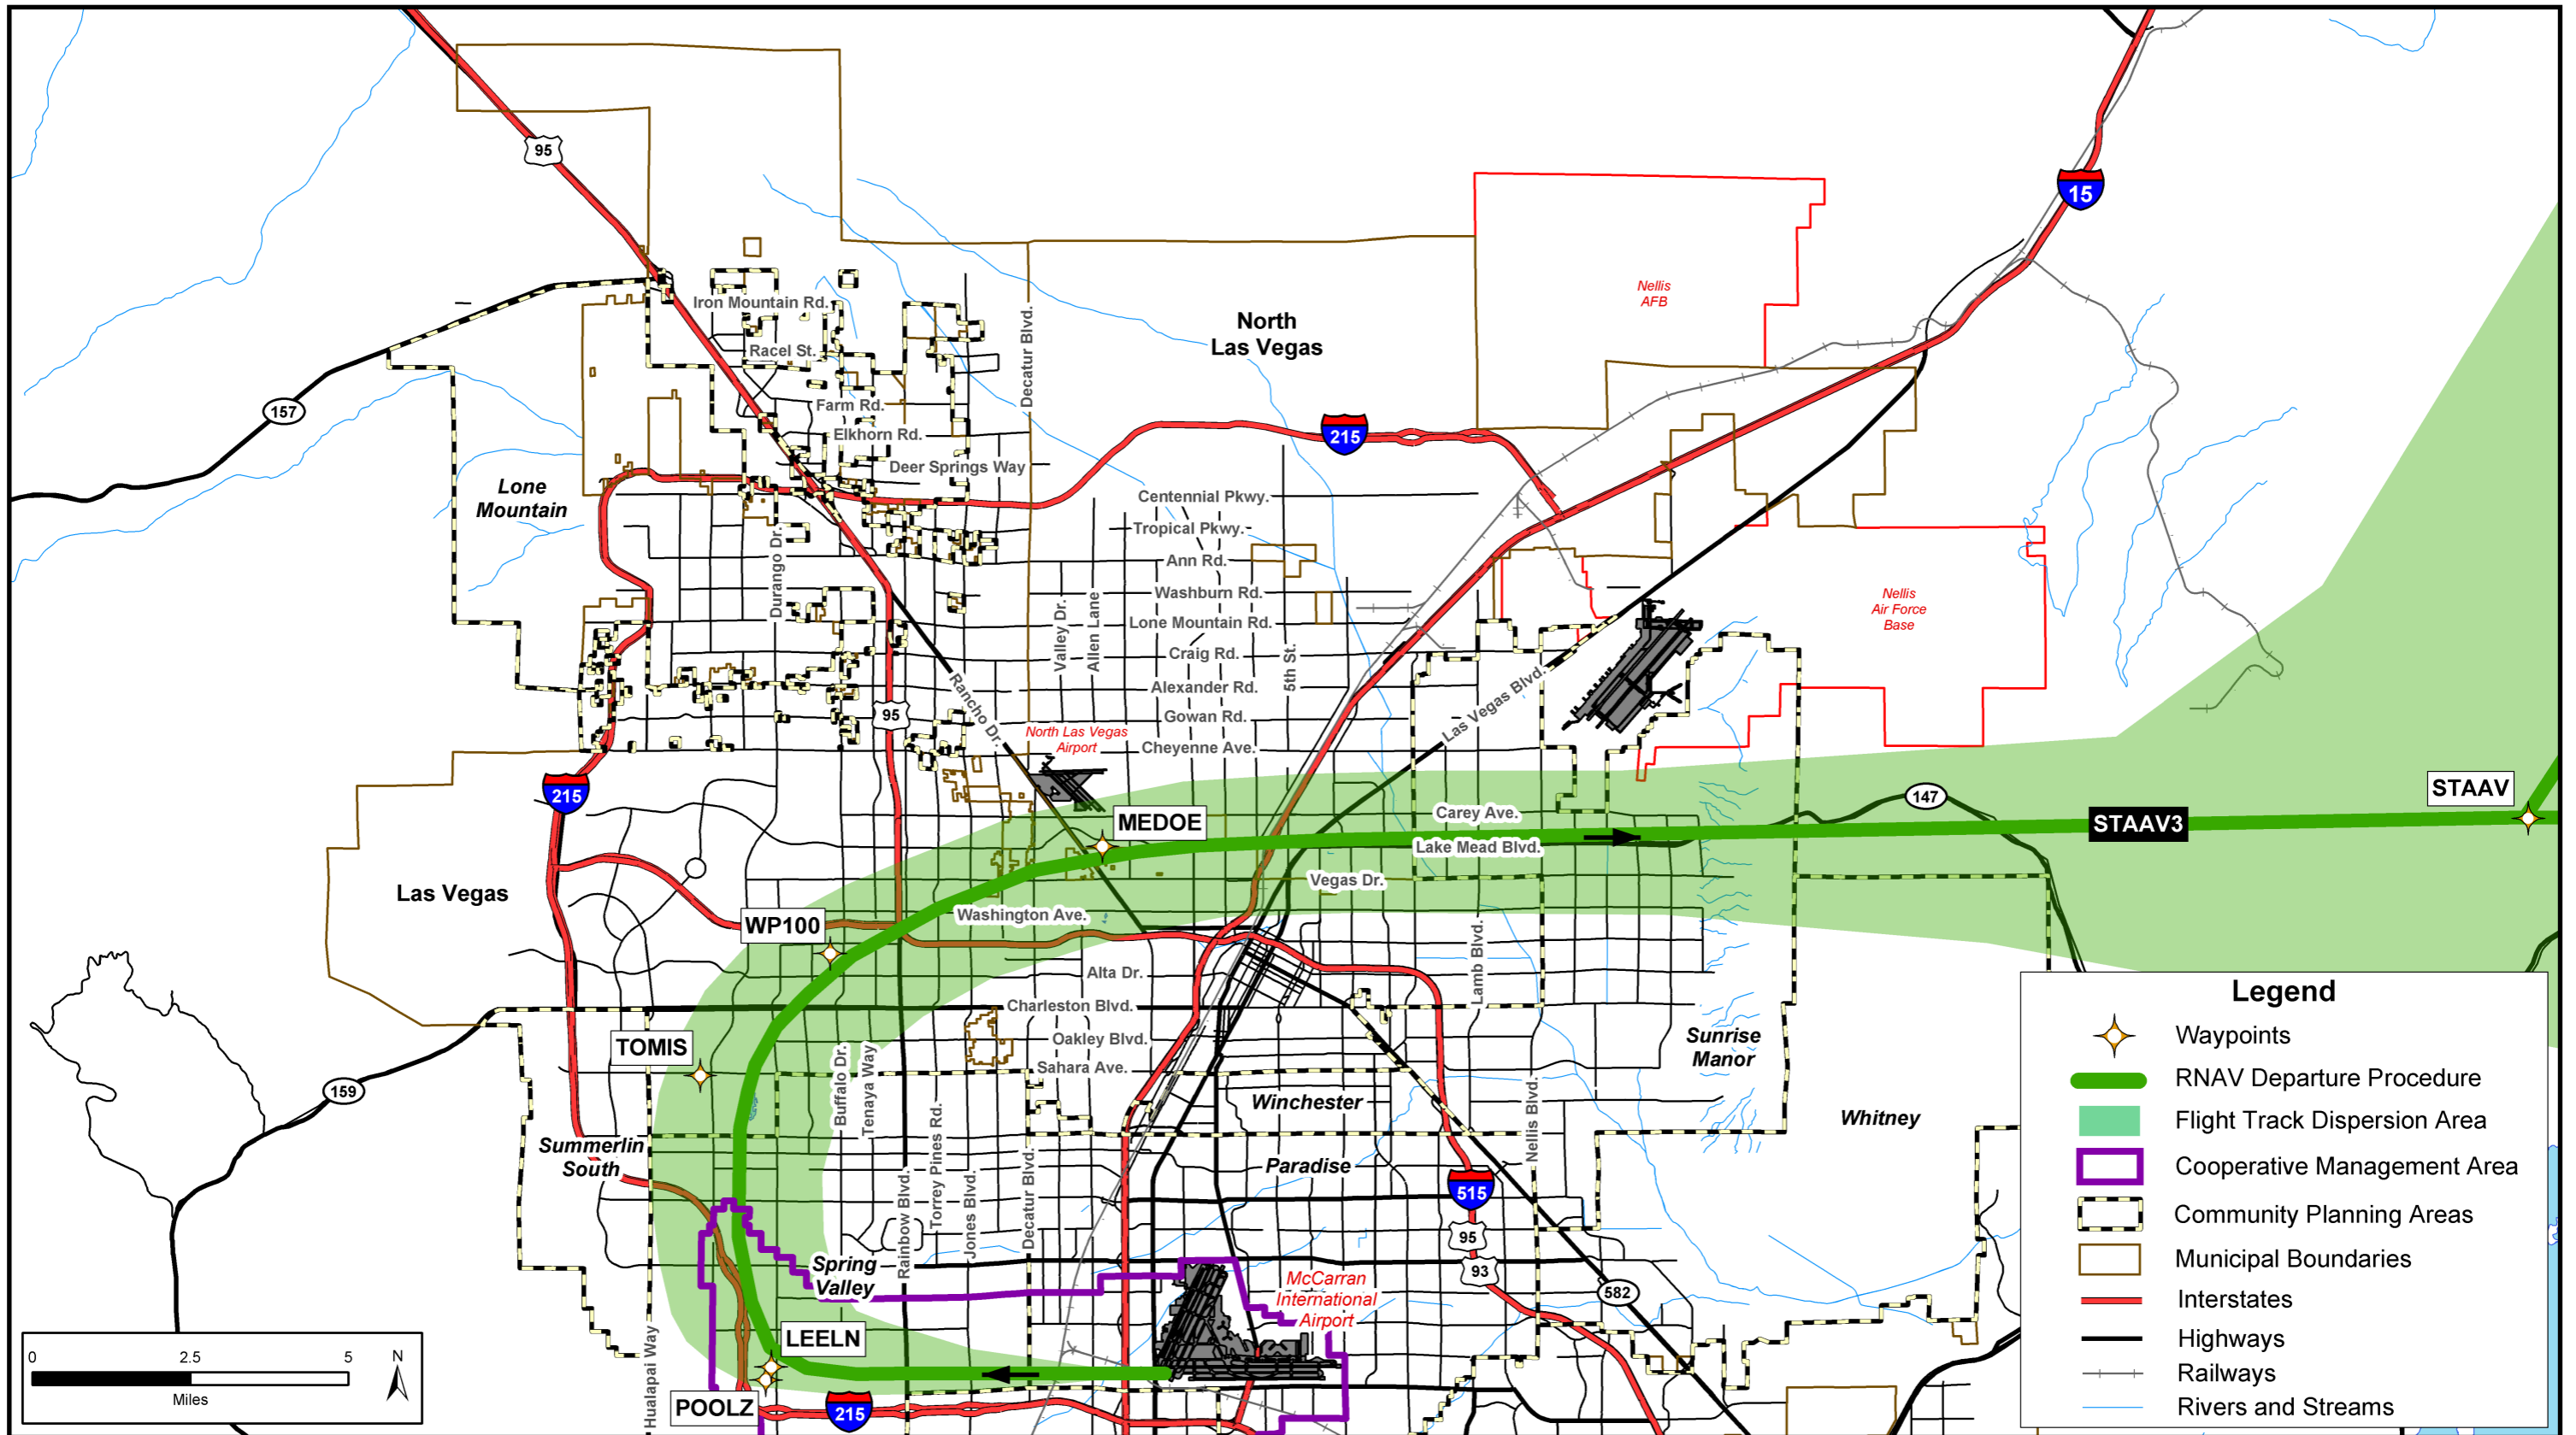 95
15
Nellis
AFB
Iron Mountain Rd.
North
Las Vegas
Racel St.
Decatur Blvd.
157
Farm Rd.
Elkhorn Rd.
215
Deer Springs Way
Lone
Mountain
Centennial Pkwy.
Tropical Pkwy.
Durango Dr.
Ann Rd.
Washburn Rd.
Valley Dr.
Allen Lane
Lone Mountain Rd.
Nellis
Air Force
Base
Craig Rd.
5th St.
Alexander Rd.
Rancho Dr.
Las Vegas Blvd.
95
Gowan Rd.
North Las Vegas
Airport
Cheyenne Ave.
215
STAAV
147
Carey Ave.
MEDOE
STAAV3
Lake Mead Blvd.
Las Vegas
Vegas Dr.
WP100
Washington Ave.
Lamb Blvd.
Alta Dr.
Charleston Blvd.
Oakley Blvd.
TOMIS
Sahara Ave.
Sunrise
Manor
159
Buffalo Dr.
Tenaya Way
Winchester
Whitney
Nellis Blvd.
Summerlin
South
Torrey Pines Rd.
Paradise
Rainbow Blvd.
Jones Blvd.
Decatur Blvd.
515
95
93
Spring
Valley
McCarran
International
Airport
582
LEELN
Hualapai Way
POOLZ
215
0
2.5
5
Miles
N
Legend
Waypoints
RNAV Departure Procedure
Flight Track Dispersion Area
Cooperative Management Area
Community Planning Areas
Municipal Boundaries
Interstates
Highways
Railways
Rivers and Streams